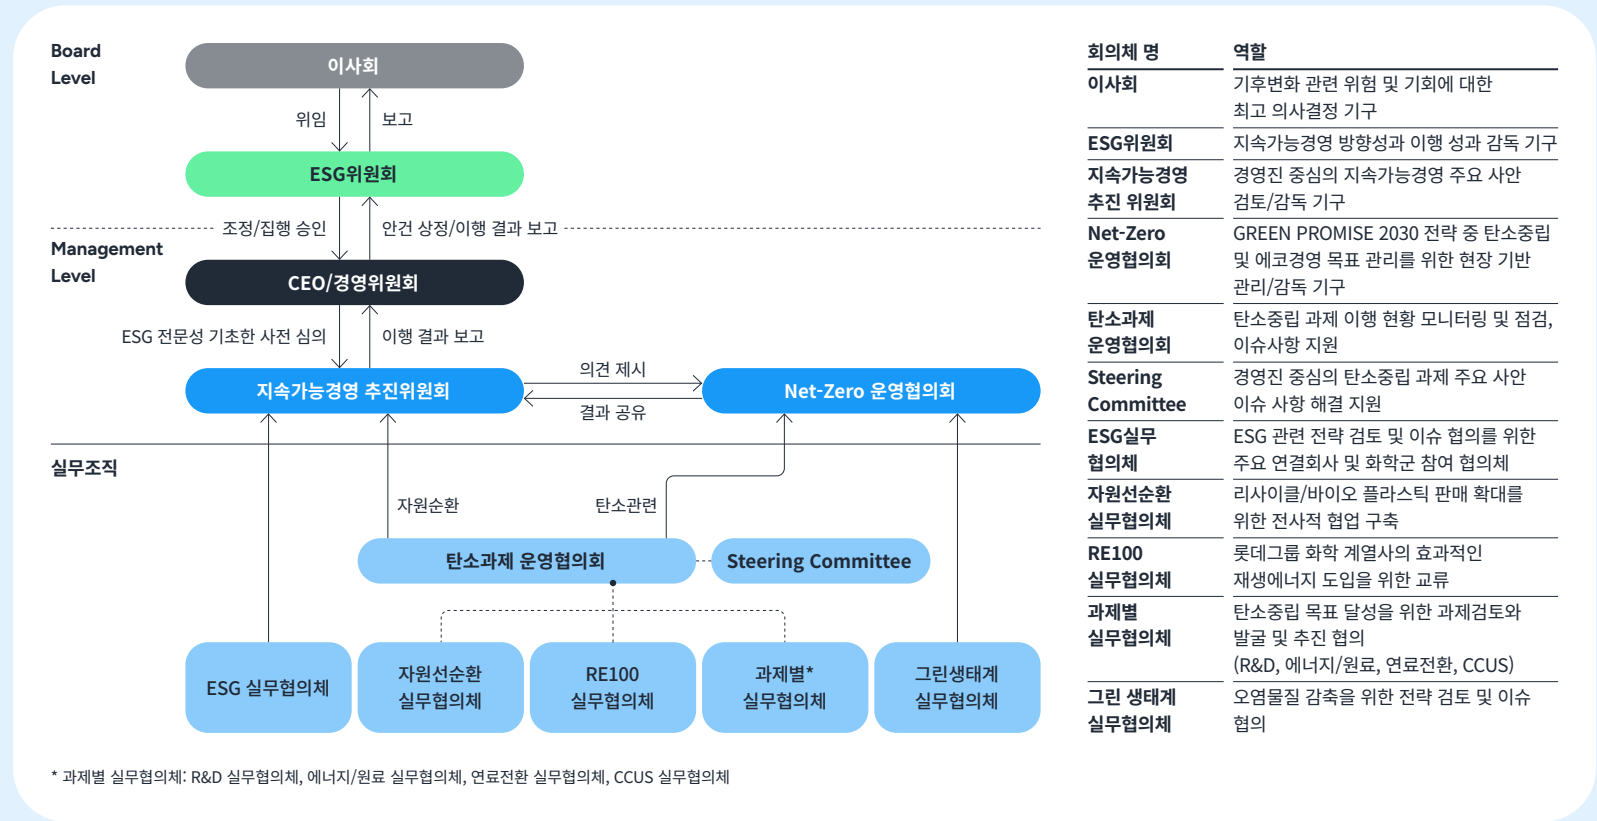 Board
Level
이사회
위임
보고
ESG위원회
조정/집행 승인
안건 상정/이행 결과 보고
Management
Level
CEO/경영위원회
ESG 전문성 기초한 사전 심의
이행 결과 보고
지속가능경영 추진위원회
의견 제시
결과 공유
Net-Zero 운영협의회
실무조직
자원순환
탄소관련
탄소과제 운영협의회
Steering Committee
ESG 실무협의체
자원선순환
실무협의체
RE100
실무협의체
과제별*
실무협의체
그린생태계
실무협의체
* 과제별 실무협의체: R&D 실무협의체, 에너지/원료 실무협의체, 연료전환 실무협의체, CCUS 실무협의체
회의체 명
역할
이사회
기후변화 관련 위험 및 기회에 대한
최고 의사결정 기구
ESG위원회
지속가능경영 방향성과 이행 성과 감독 기구
지속가능경영
추진 위원회
경영진 중심의 지속가능경영 주요 사안
검토/감독 기구
Net-Zero
운영협의회
GREEN PROMISE 2030 전략 중 탄소중립
및 에코경영 목표 관리를 위한 현장 기반
관리/감독 기구
탄소과제
운영협의회
탄소중립 과제 이행 현황 모니터링 및 점검,
이슈사항 지원
Steering
Committee
경영진 중심의 탄소중립 과제 주요 사안
이슈 사항 해결 지원
ESG실무
협의체
ESG 관련 전략 검토 및 이슈 협의를 위한
주요 연결회사 및 화학군 참여 협의체
자원선순환
실무협의체
리사이클/바이오 플라스틱 판매 확대를
위한 전사적 협업 구축
RE100
실무협의체
롯데그룹 화학 계열사의 효과적인
재생에너지 도입을 위한 교류
과제별
실무협의체
탄소중립 목표 달성을 위한 과제검토와
발굴 및 추진 협의
(R&D, 에너지/원료, 연료전환, CCUS)
그린 생태계
실무협의체
오염물질 감축을 위한 전략 검토 및 이슈
협의